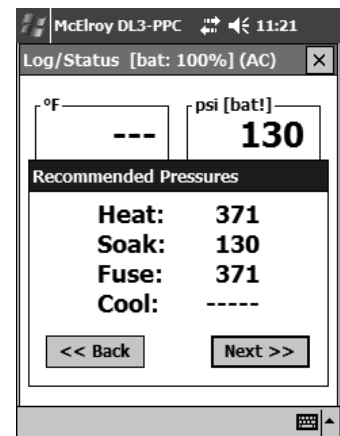 McElroy DL3-PPC 11:21
Log/Status [bat: 100%] (AC)
°F psi [bat!]
--- 130
Recommended Pressures
Heat: 371
Soak: 130
Fuse: 371
Cool: -----
<< Back Next >>